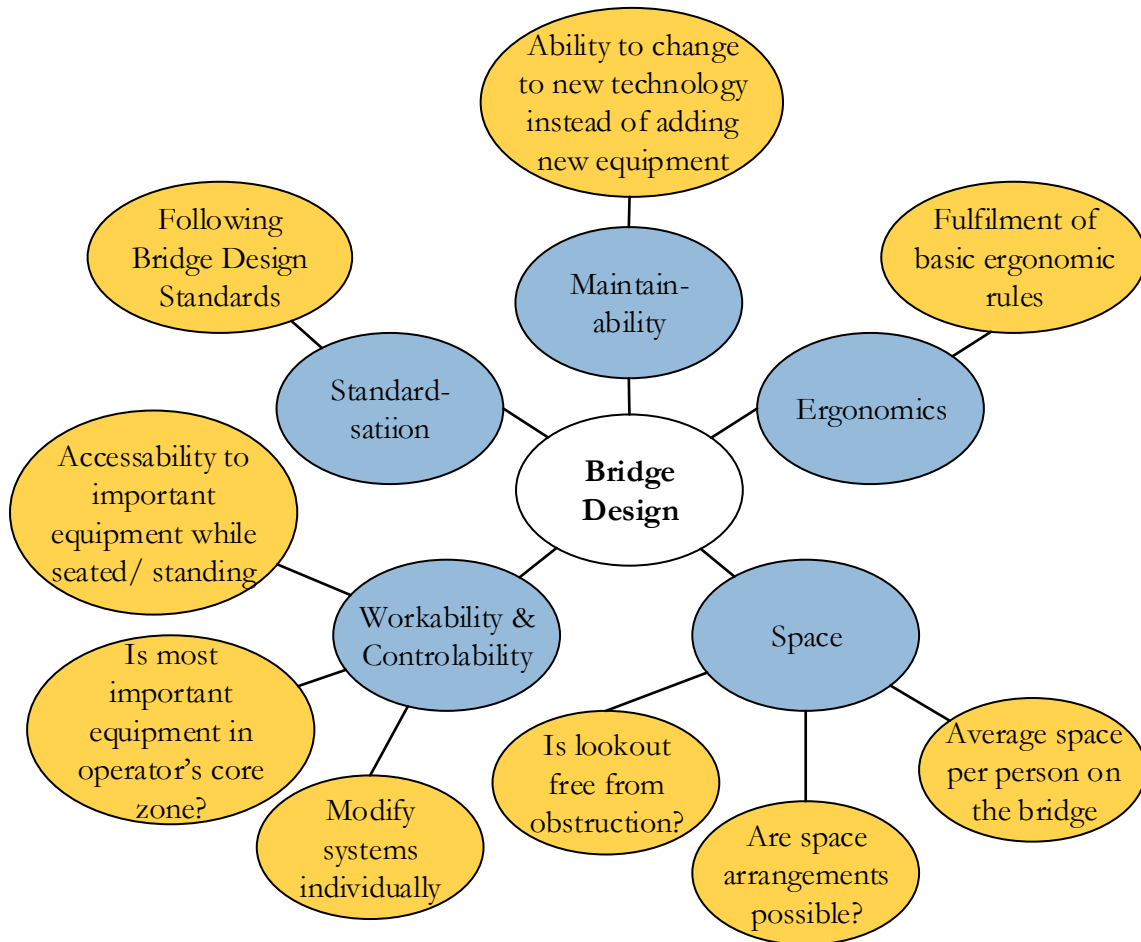 Ability to change
to new technology
instead of adding
new equipment
Following
Bridge Design
Standards
Fulfilment of
basic ergonomic
rules
Maintain-
ability
Standard-
satiion
Ergonomics
Bridge
Design
Accessability to
important
equipment while
seated/ standing
Workability &
Controlability
Space
Is most
important
equipment in
operator's core
zone?
Modify
systems
individually
Is lookout
free from
obstruction?
Are space
arrangements
possible?
Average space
per person on
the bridge